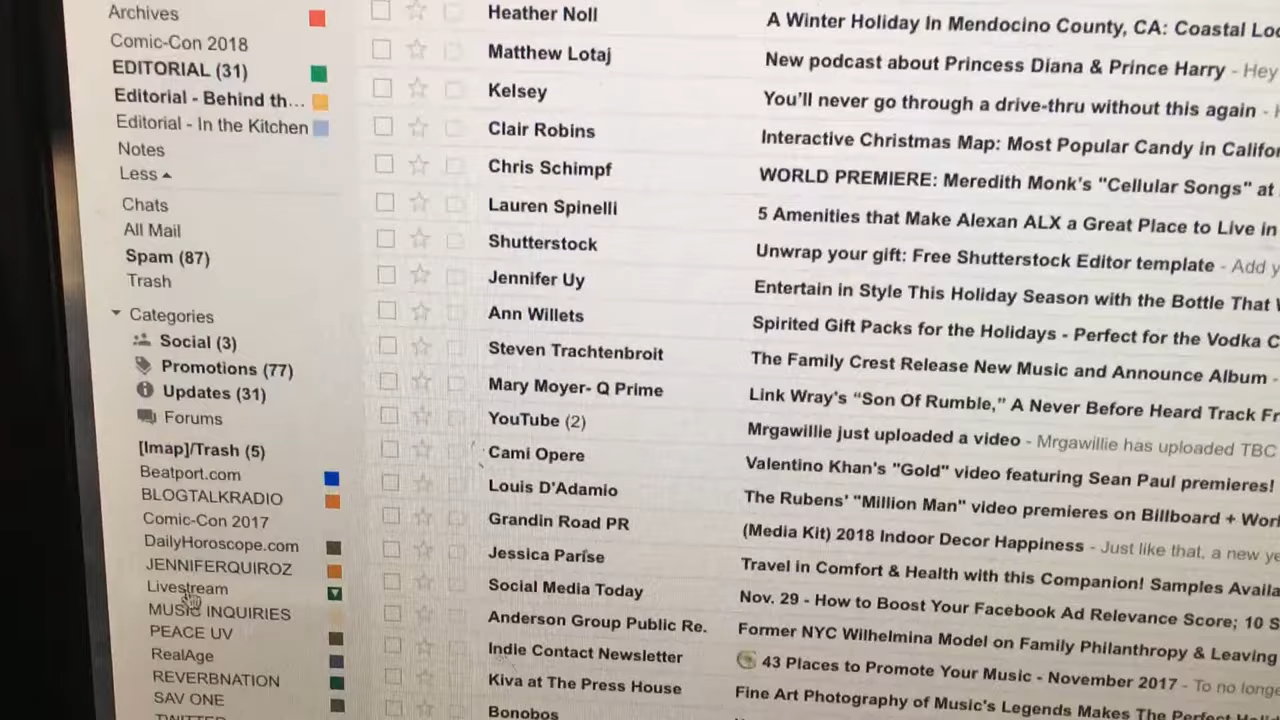 Archives
Comic-Con 2018
EDITORIAL (31)
Editorial - Behind th...
Editorial - In the Kitchen
Notes
Less
Chats
All Mail
Spam (87)
Trash
Categories
Social (3)
Promotions (77)
Updates (31)
Forums
[Imap]/Trash (5)
Beatport.com
BLOGTALKRADIO
Comic-Con 2017
DailyHoroscope.com
JENNIFERQUIROZ
Livestream
MUSIC INQUIRIES
PEACE UV
RealAge
REVERBNATION
SAV ONE
TWITTER
Heather Noll A Winter Holiday In Mendocino County, CA: Coastal
Matthew Lotaj New podcast about Princess Diana & Prince Harry - Hey
Kelsey You'll never go through a drive-thru without this again -
Clair Robins Interactive Christmas Map: Most Popular Candy in
Chris Schimpf WORLD PREMIERE: Meredith Monk's "Cellular Songs" at
Lauren Spinelli 5 Amenities that Make Alexan ALX a Great Place to Live in
Shutterstock Unwrap your gift: Free Shutterstock Editor template - Add
Jennifer Uy Entertain in Style This Holiday Season with the Bottle That
Ann Willets Spirited Gift Packs for the Holidays - Perfect for the Vodka
Steven Trachtenbroit The Family Crest Release New Music and Announce Album -
Mary Moyer- Q Prime Link Wray's “Son Of Rumble,” A Never Before Heard Track
YouTube (2) Mrgawillie just uploaded a video - Mrgawillie has uploaded TBC
Cami Opere Valentino Khan's "Gold" video featuring Sean Paul premieres!
Louis D'Adamio The Rubens' "Million Man" video premieres on Billboard +
Grandin Road PR (Media Kit) 2018 Indoor Decor Happiness - Just like that, a new
Jessica Parise Travel in Comfort & Health with this Companion! Samples
Social Media Today Nov. 29 - How to Boost Your Facebook Ad Relevance Score; 10
Anderson Group Public Re. Former NYC Wilhelmina Model on Family Philanthropy & Leaving
Indie Contact Newsletter 43 Places to Promote Your Music - November 2017 - To no
Kiva at The Press House Fine Art Photography of Music's Legends Makes The Perfect
Bonobos